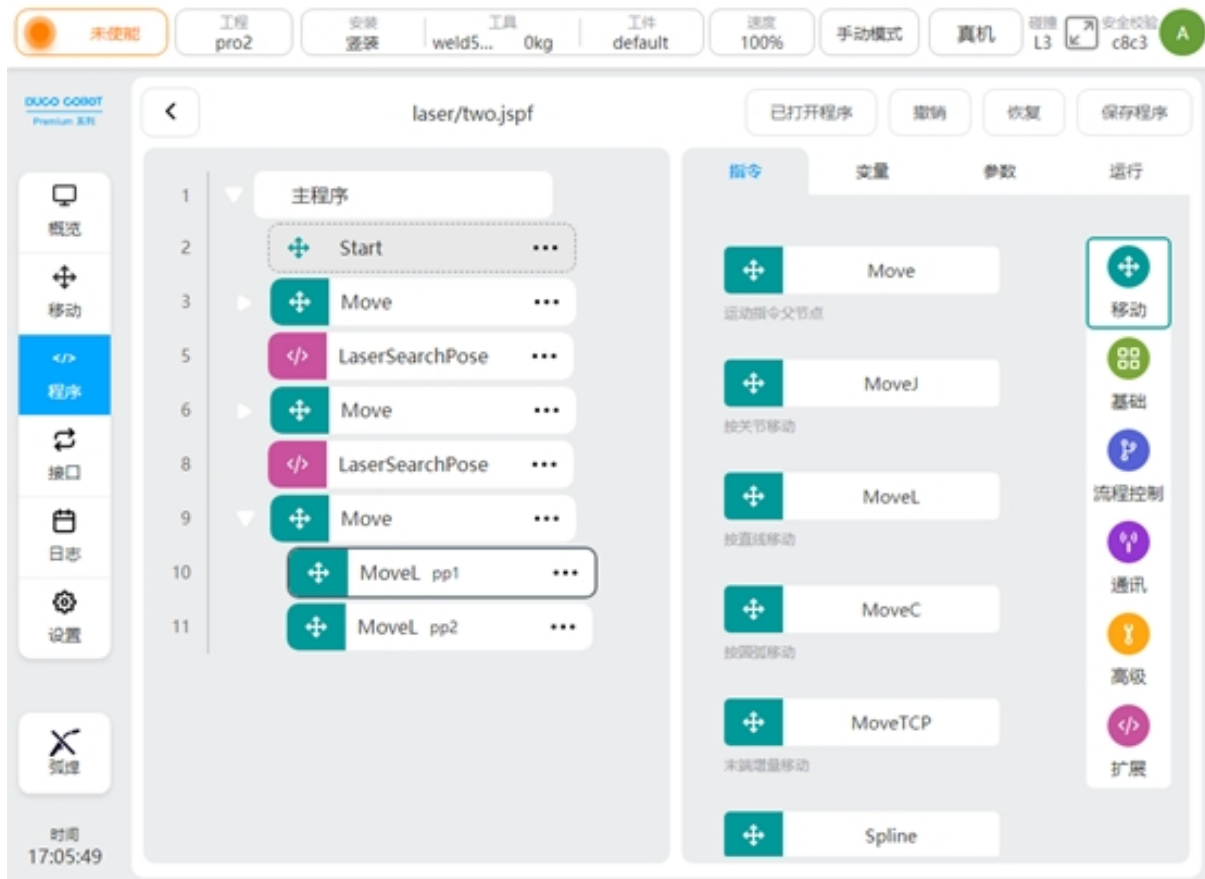 未使能
工程
pro2
安装
竖装
工具
weld5... 0kg
工件
default
速度
100%
手动模式
真机
碰撞
L3
安全校验
c8c3
A
DUCO COBOT
Premium 系列
laser/two.jspf
已打开程序
撤销
恢复
保存程序
概览
移动
</>
程序
接口
日志
设置
弧焊
时间
17:05:49
1 主程序
2 Start ...
3 Move ...
5 </> LaserSearchPose ...
6 Move ...
8 </> LaserSearchPose ...
9 Move ...
10 MoveL pp1 ...
11 MoveL pp2 ...
指令 变量 参数 运行
Move
运动指令父节点
MoveJ
按关节移动
MoveL
按直线移动
MoveC
按圆弧移动
MoveTCP
末端增量移动
Spline
移动
基础
流程控制
通讯
高级
</>
扩展